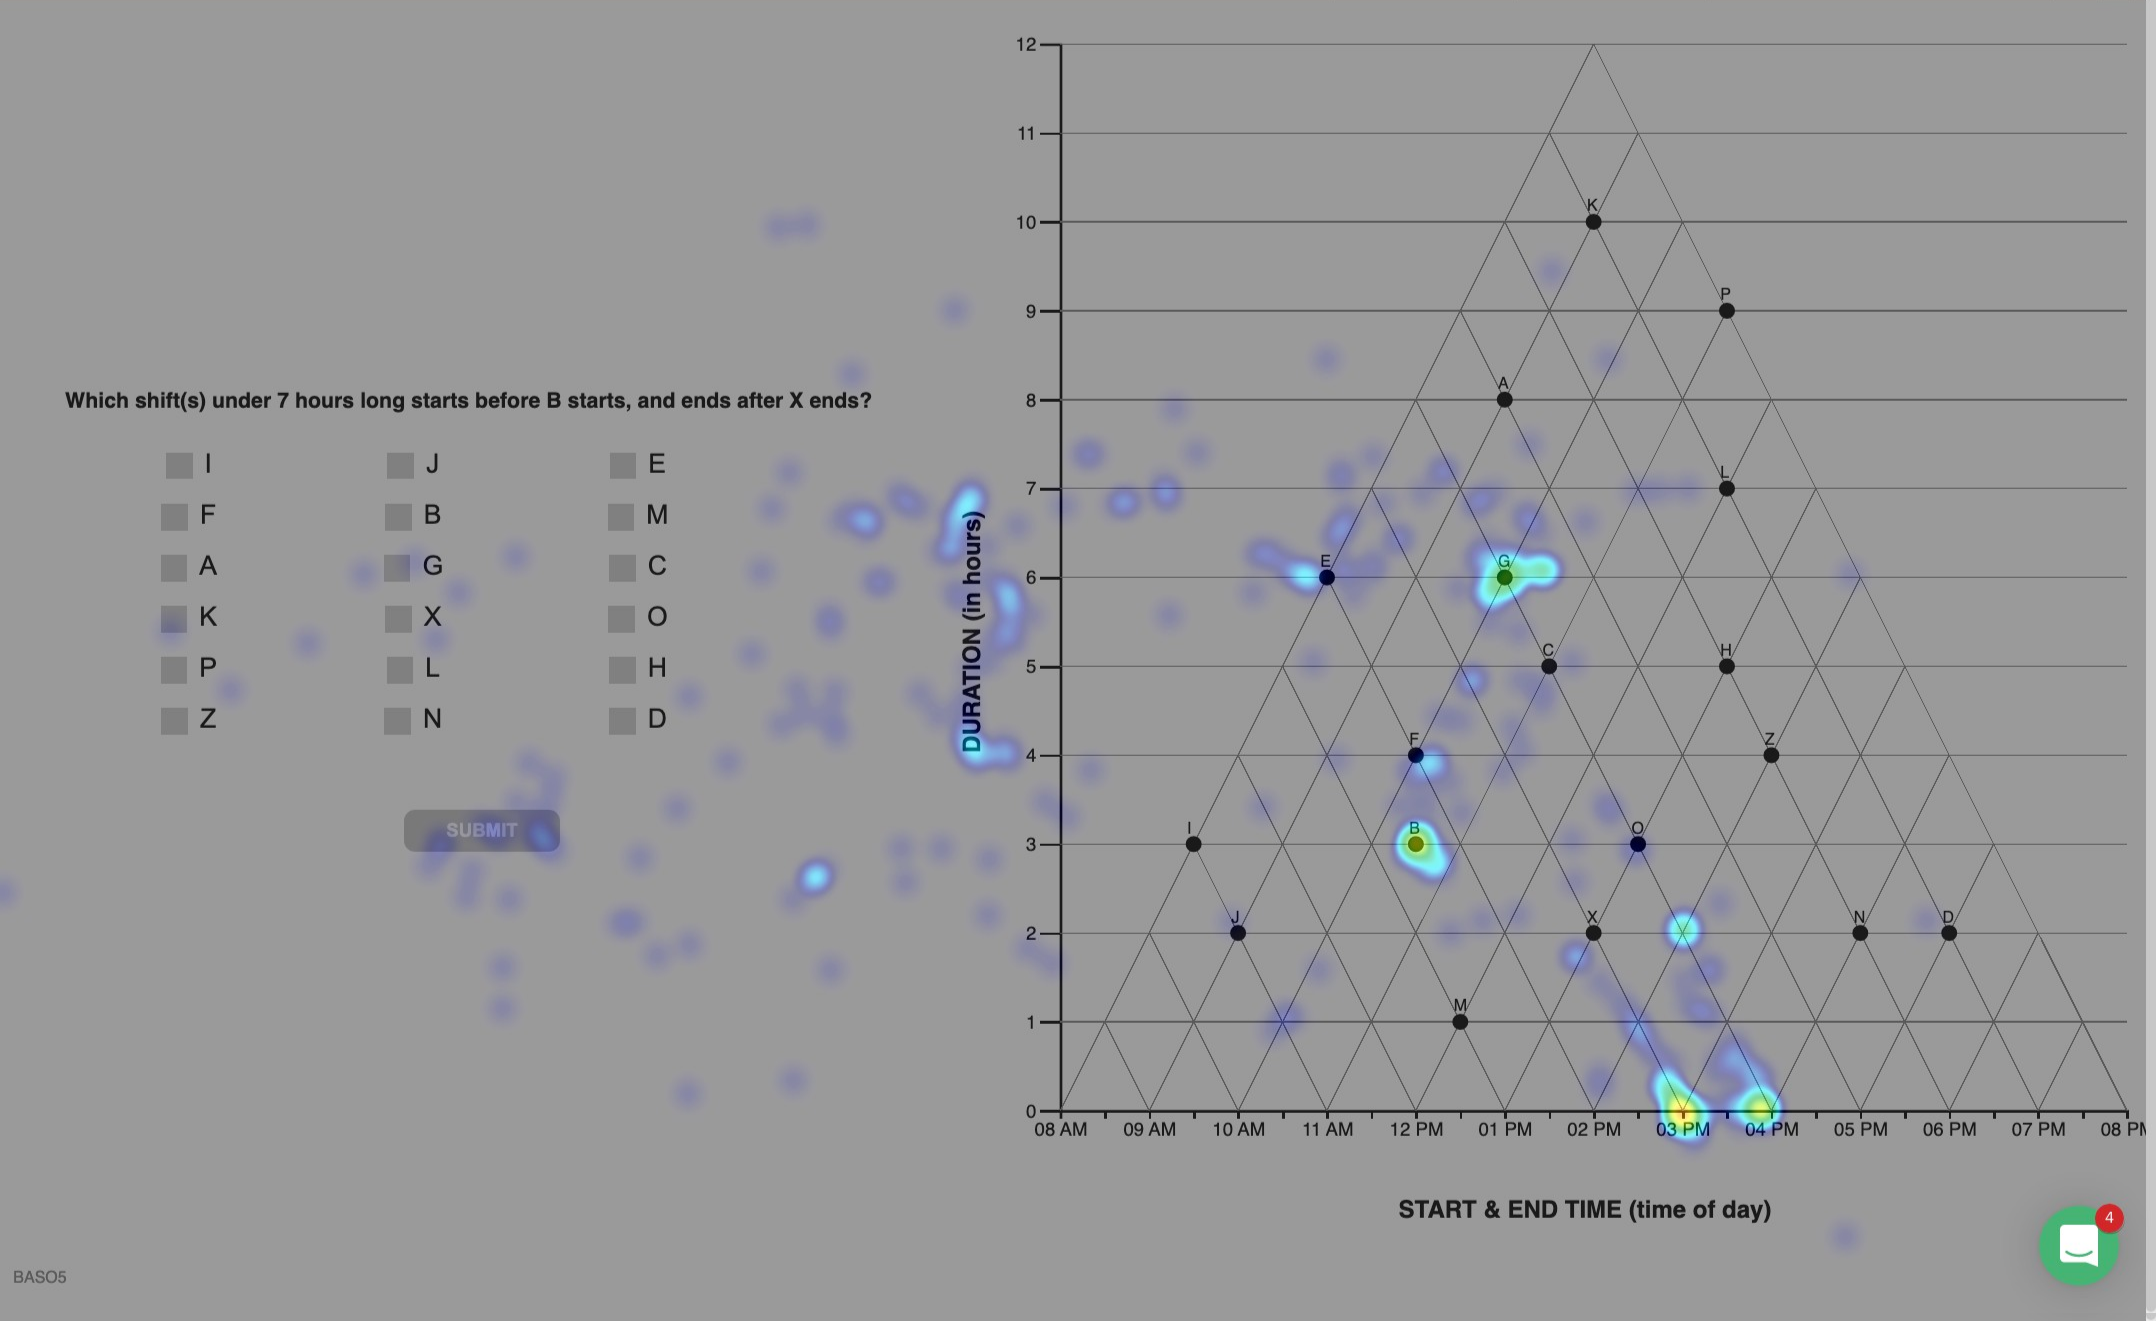 Which shift(s) under 7 hours long starts before B starts, and ends after X ends?
I J E
F B M
A G C
K X O
P L H
Z N D
SUBMIT
BASO5
DURATION (in hours)
12
11
10
9
8
7
6
5
4
3
2
1
0
K
P
A
L
E G
C H
F Z
I B O
J X N D
M
08 AM 09 AM 10 AM 11 AM 12 PM 01 PM 02 PM 03 PM 04 PM 05 PM 06 PM 07 PM 08 PM
START & END TIME (time of day)
4